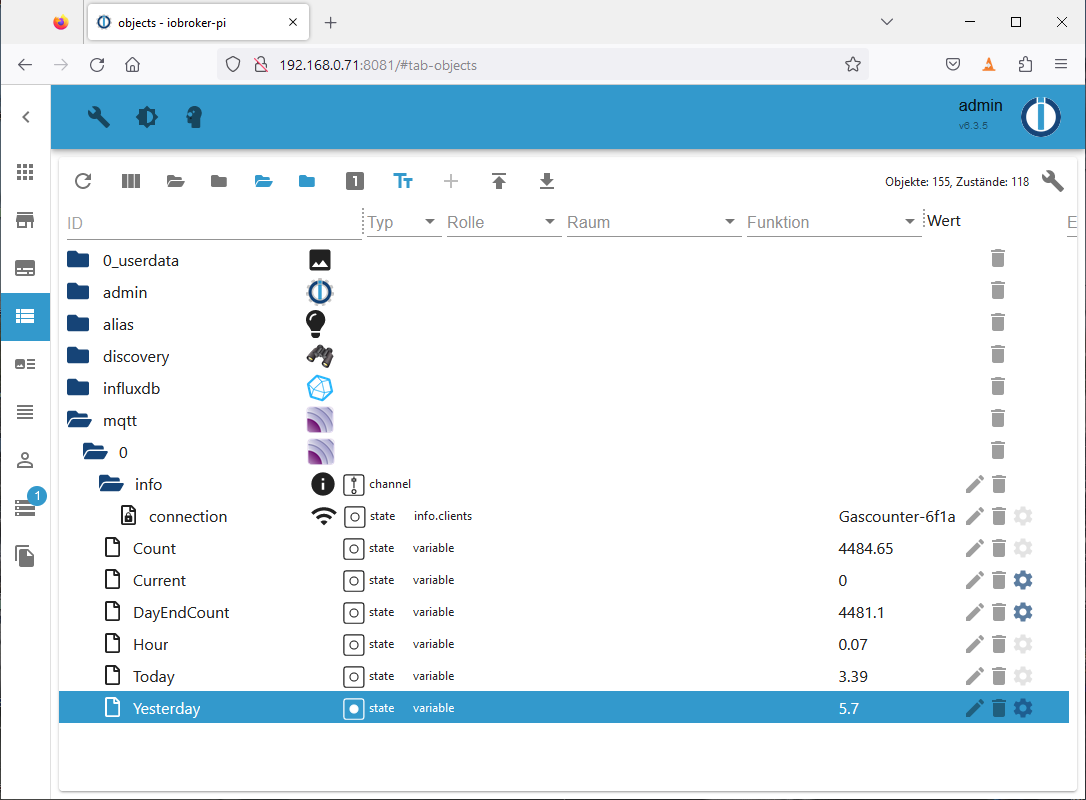 objects - iobroker-pi
192.168.0.71:8081/#tab-objects
admin
v6.3.5
1
Objekte: 155, Zustände: 118
ID Typ Rolle Raum Funktion Wert E
0_userdata
admin
alias
discovery
influxdb
mqtt
0
info channel
connection state info.clients Gascounter-6f1a
Count state variable 4484.65
Current state variable 0
DayEndCount state variable 4481.1
Hour state variable 0.07
Today state variable 3.39
Yesterday state variable 5.7
1